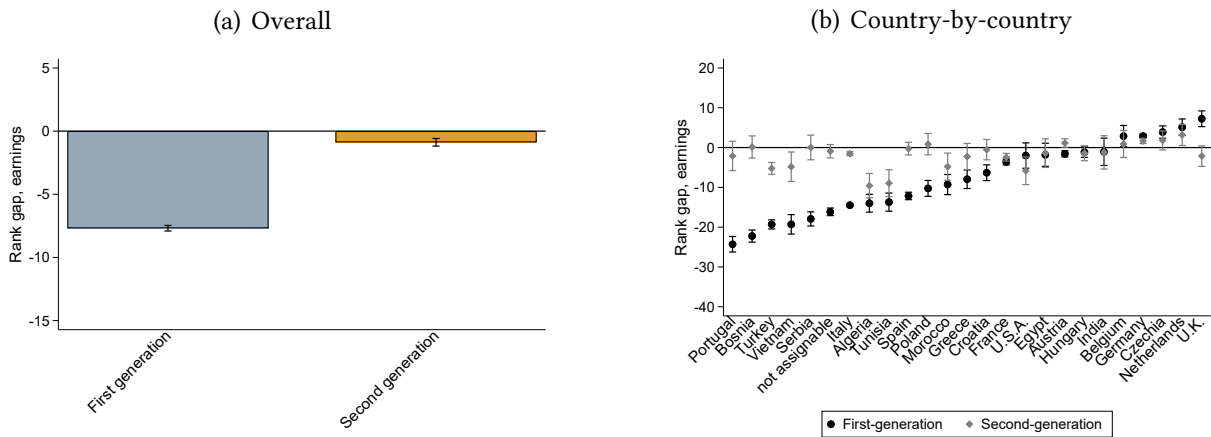 (a) Overall
Rank gap, earnings
5
0
-5
-10
-15
First generation
Second generation
(b) Country-by-country
Rank gap, earnings
20
10
0
-10
-20
-30
-40
Portugal
Bosnia
Turkey
Vietnam
Serbia
not assignable
Italy
Algeria
Tunisia
Spain
Poland
Morocco
Greece
Croatia
France
U.S.A.
Egypt
Austria
Hungary
India
Belgium
Germany
Czechia
Netherlands
U.K.
First-generation
Second-generation